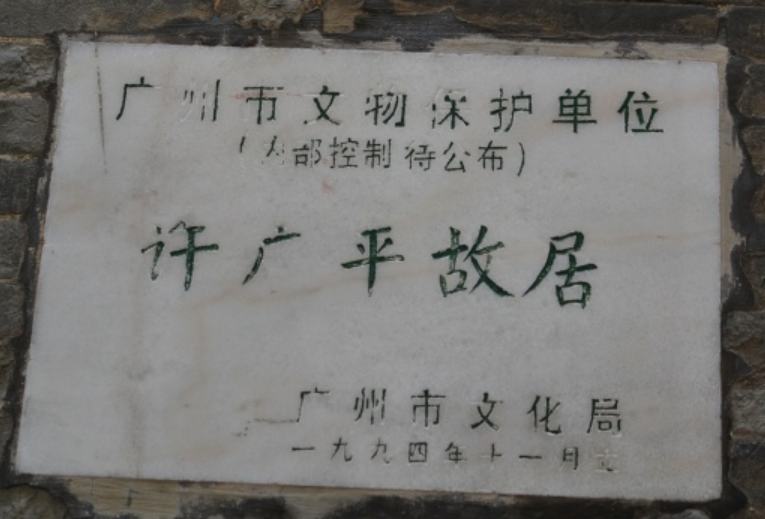 广州市文物保护单位
(内部控制待公布)
许广平故居
广州市文化局
一九九四年十一月立